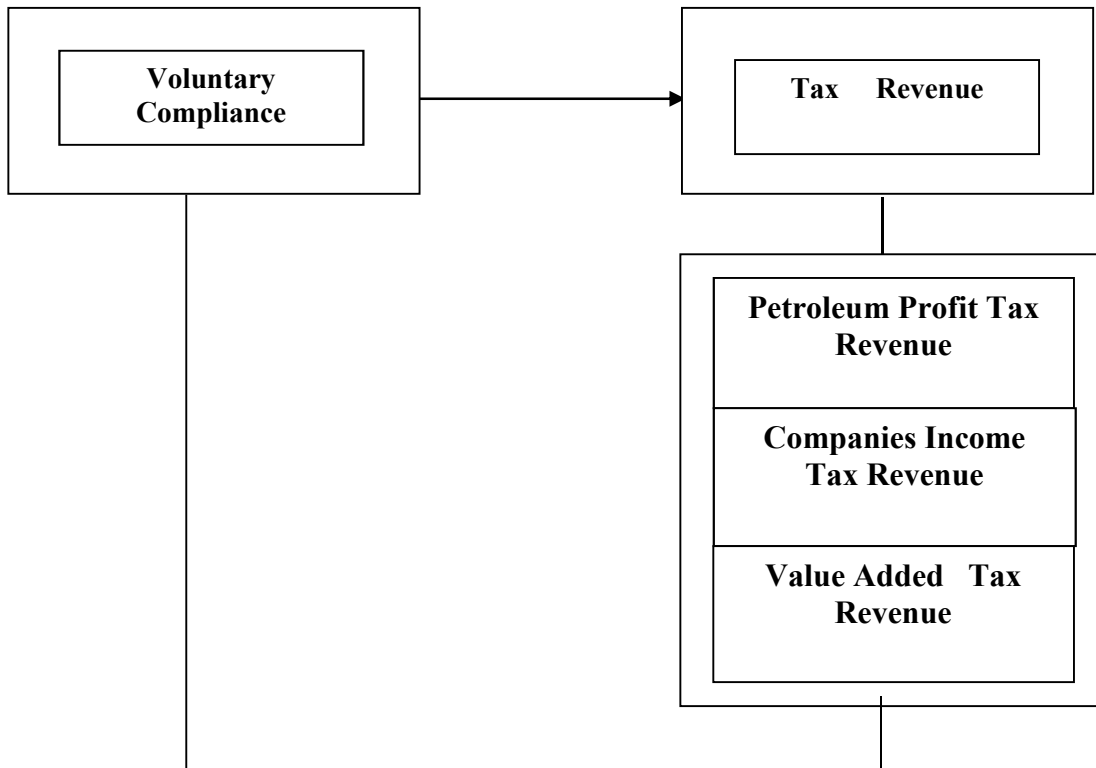 Voluntary
Compliance
Tax Revenue
Petroleum Profit Tax
Revenue
Companies Income
Tax Revenue
Value Added Tax
Revenue